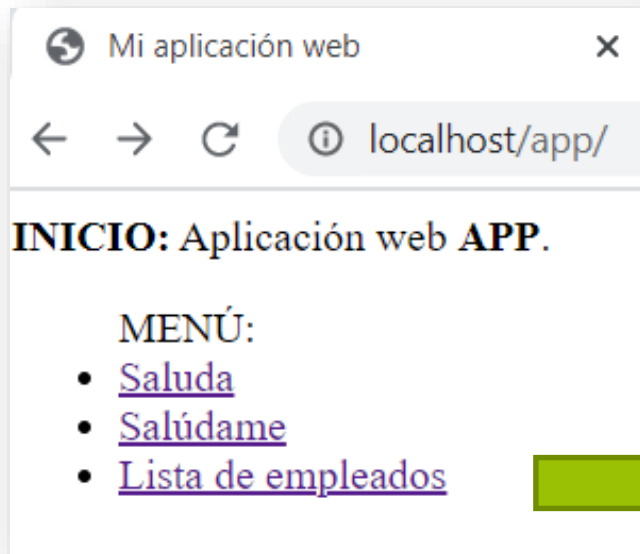 Mi aplicación web
localhost/app/
INICIO: Aplicación web APP.
MENÚ:
Saluda
Salúdame
Lista de empleados